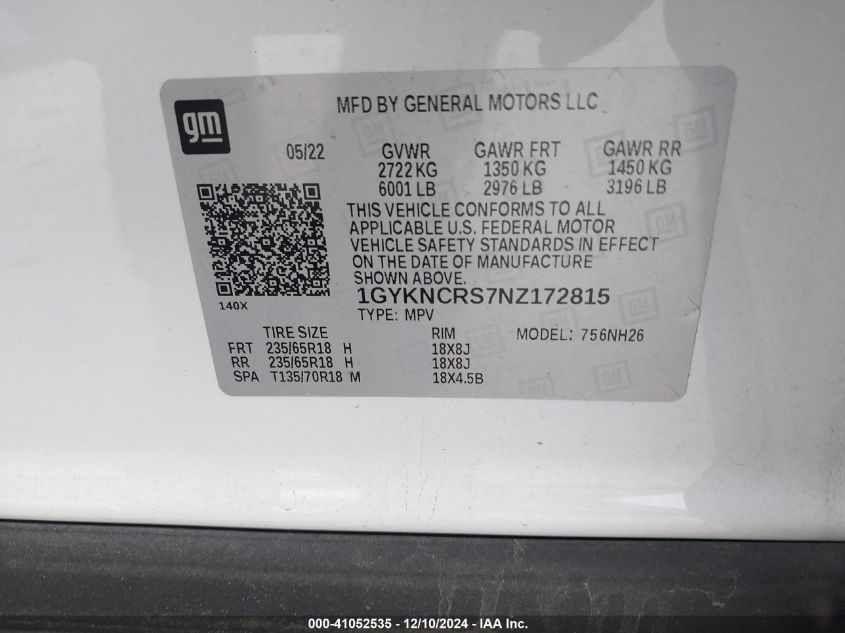 gm
MFD BY GENERAL MOTORS LLC
05/22 GVWR GAWR FRT GAWR RR
2722 KG 1350 KG 1450 KG
6001 LB 2976 LB 3196 LB
THIS VEHICLE CONFORMS TO ALL
APPLICABLE U.S. FEDERAL MOTOR
VEHICLE SAFETY STANDARDS IN EFFECT
ON THE DATE OF MANUFACTURE
SHOWN ABOVE.
140X
1GYKNCRS7NZ172815
TYPE: MPV
TIRE SIZE RIM MODEL: 756NH26
FRT 235/65R18 H 18X8J
RR 235/65R18 H 18X8J
SPA T135/70R18 M 18X4.5B
000-41052535 - 12/10/2024 - IAA Inc.